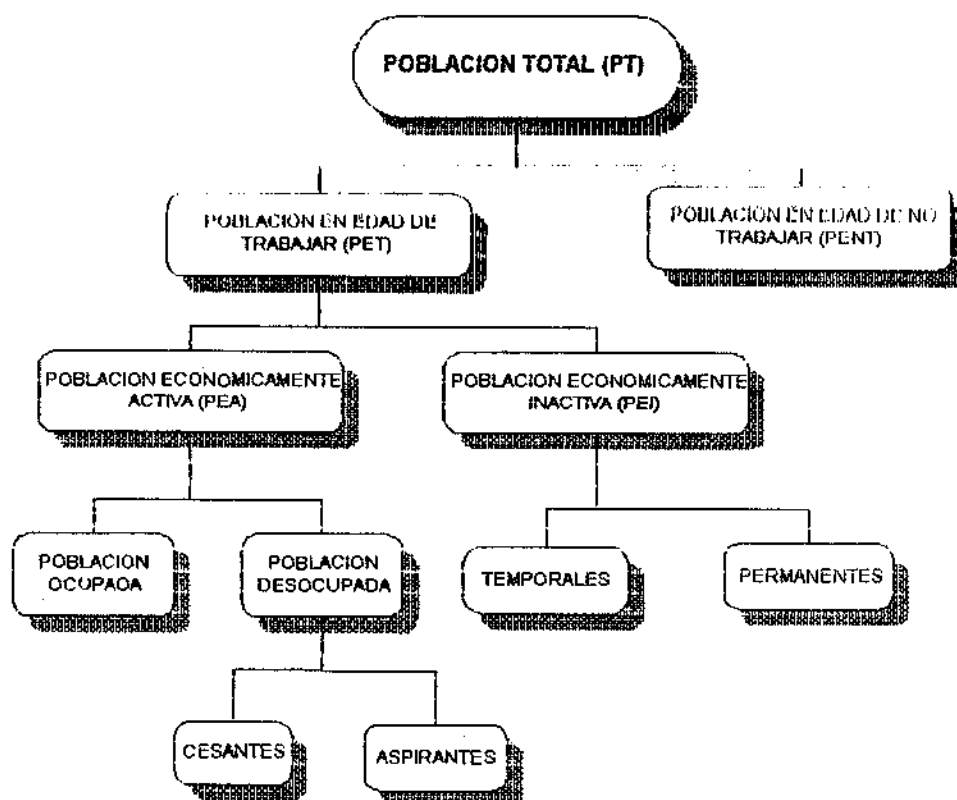 POBLACION TOTAL (PT)
POBLACION EN EDAD DE
TRABAJAR (PET)
POBLACION EN EDAD DE NO
TRABAJAR (PENT)
POBLACION ECONOMICAMENTE
ACTIVA (PEA)
POBLACION ECONOMICAMENTE
INACTIVA (PEI)
POBLACION
OCUPADA
POBLACION
DESOCUPADA
TEMPORALES
PERMANENTES
CESANTES
ASPIRANTES